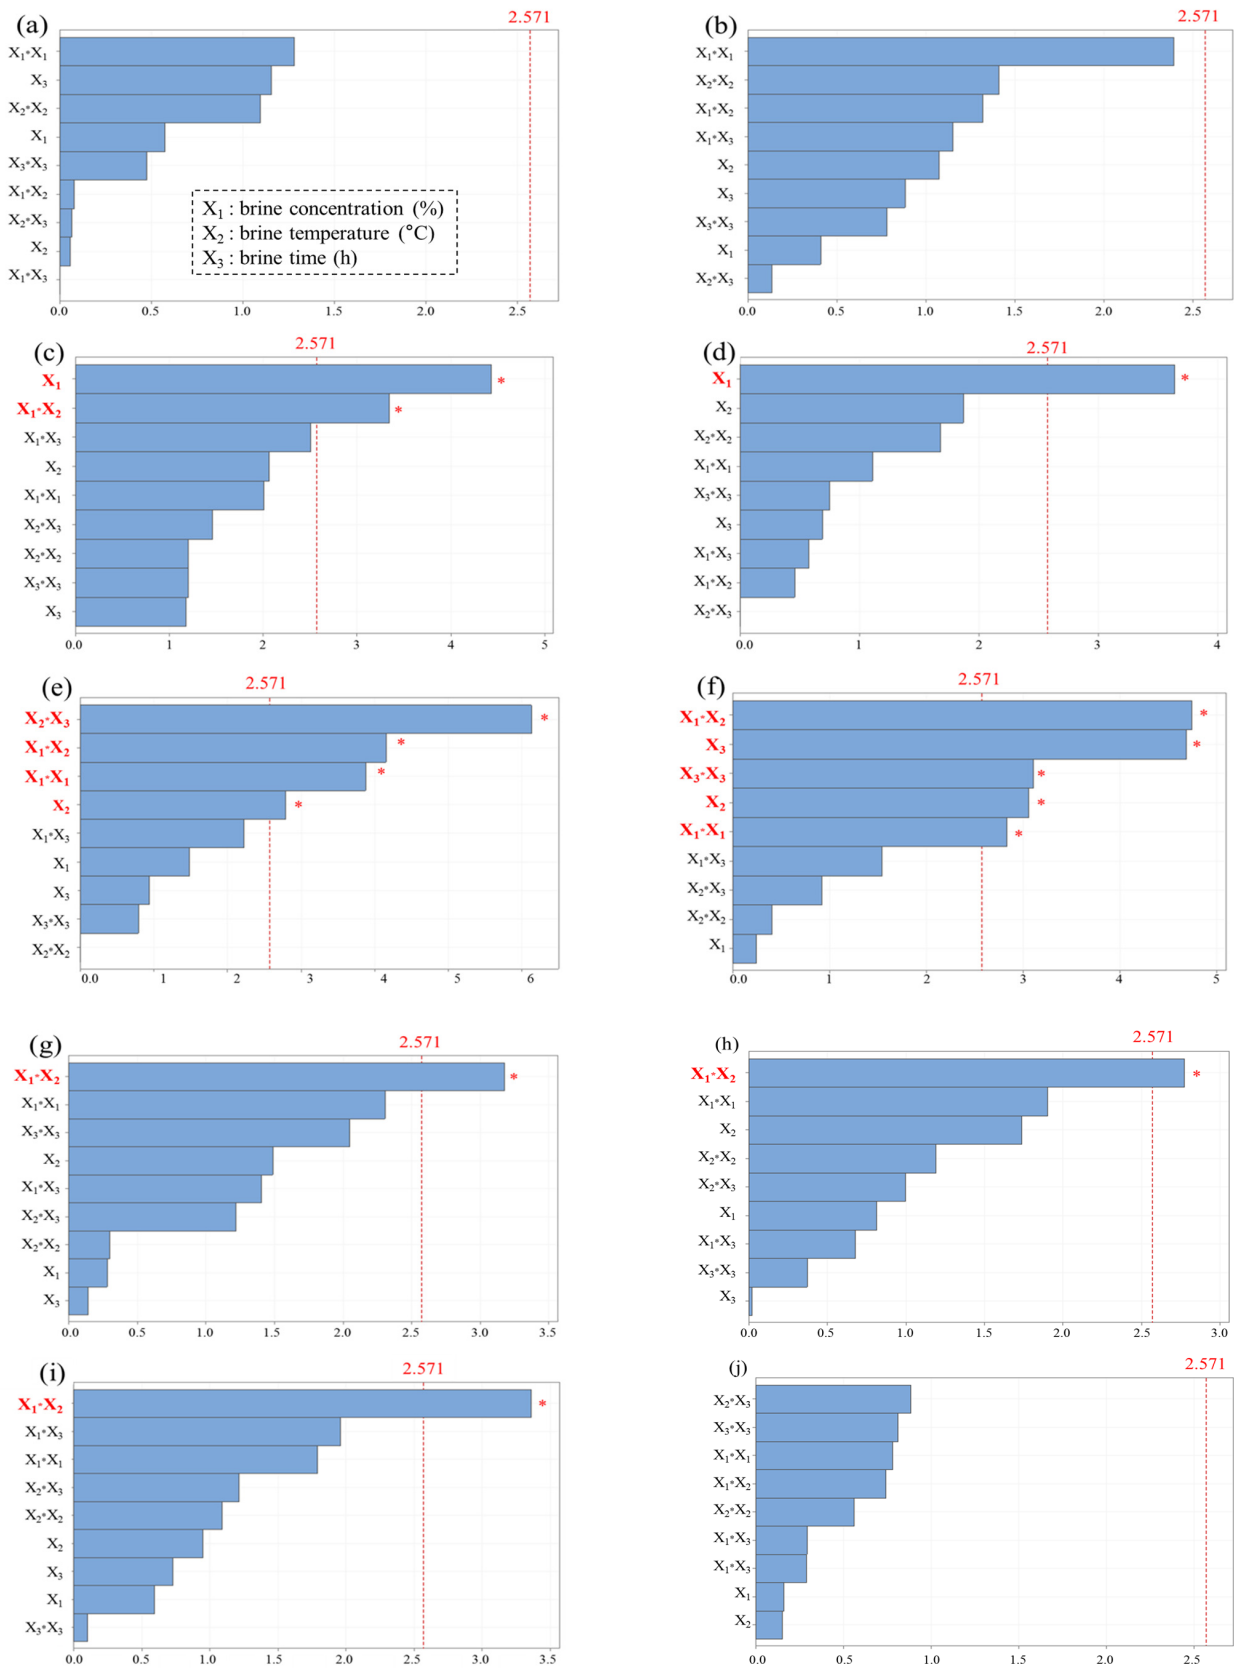 (a)
2.571
X₁*X₁
X₃
X₂*X₂
X₁
X₃*X₃
X₁*X₂
X₂*X₃
X₂
X₁*X₃
X₁ : brine concentration (%)
X₂ : brine temperature (°C)
X₃ : brine time (h)
0.0 0.5 1.0 1.5 2.0 2.5
(b)
2.571
X₁*X₁
X₂*X₂
X₁*X₂
X₁*X₃
X₂
X₃
X₃*X₃
X₁
X₂*X₃
0.0 0.5 1.0 1.5 2.0 2.5
(c)
2.571
X₁ *
X₁*X₂ *
X₁*X₃
X₂
X₁*X₁
X₂*X₃
X₂*X₂
X₃*X₃
X₃
0.0 1 2 3 4 5
(d)
2.571
X₁ *
X₂
X₂*X₂
X₁*X₁
X₃*X₃
X₃
X₁*X₃
X₁*X₂
X₂*X₃
0.0 1 2 3 4
(e)
2.571
X₂*X₃ *
X₁*X₂ *
X₁*X₁ *
X₂ *
X₁*X₃
X₁
X₃
X₃*X₃
X₂*X₂
0.0 1 2 3 4 5 6
(f)
2.571
X₁*X₂ *
X₃ *
X₃*X₃ *
X₂ *
X₁*X₁ *
X₁*X₃
X₂*X₃
X₂*X₂
X₁
0.0 1 2 3 4 5
(g)
2.571
X₁*X₂ *
X₁*X₁
X₃*X₃
X₂
X₁*X₃
X₂*X₃
X₂*X₂
X₁
X₃
0.0 0.5 1.0 1.5 2.0 2.5 3.0 3.5
(h)
2.571
X₁*X₂ *
X₁*X₁
X₂
X₂*X₂
X₂*X₃
X₁
X₁*X₃
X₃*X₃
X₃
0.0 0.5 1.0 1.5 2.0 2.5 3.0
(i)
2.571
X₁*X₂ *
X₁*X₃
X₁*X₁
X₂*X₃
X₂*X₂
X₂
X₃
X₁
X₃*X₃
0.0 0.5 1.0 1.5 2.0 2.5 3.0 3.5
(j)
2.571
X₂*X₃
X₃*X₃
X₁*X₁
X₁*X₂
X₂*X₂
X₁*X₃
X₁*X₃
X₁
X₂
0.0 0.5 1.0 1.5 2.0 2.5